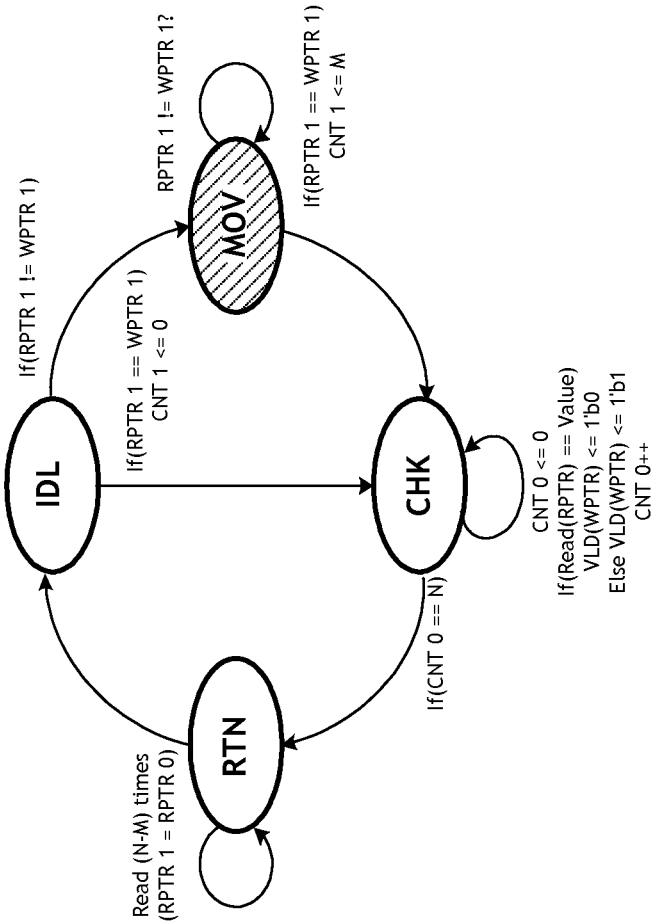 Read (N-M) times
(RPTR 1 = RPTR 0)
RTN
If(CNT 0 == N)
IDL
If(RPTR 1 != WPTR 1)
If(RPTR 1 == WPTR 1)
CNT 1 <= 0
CHK
CNT 0 <= 0
If(Read(RPTR) == Value)
VLD(WPTR) <= 1'b0
Else VLD(WPTR) <= 1'b1
CNT 0++
MOV
RPTR 1 != WPTR 1?
If(RPTR 1 == WPTR 1)
CNT 1 <= M